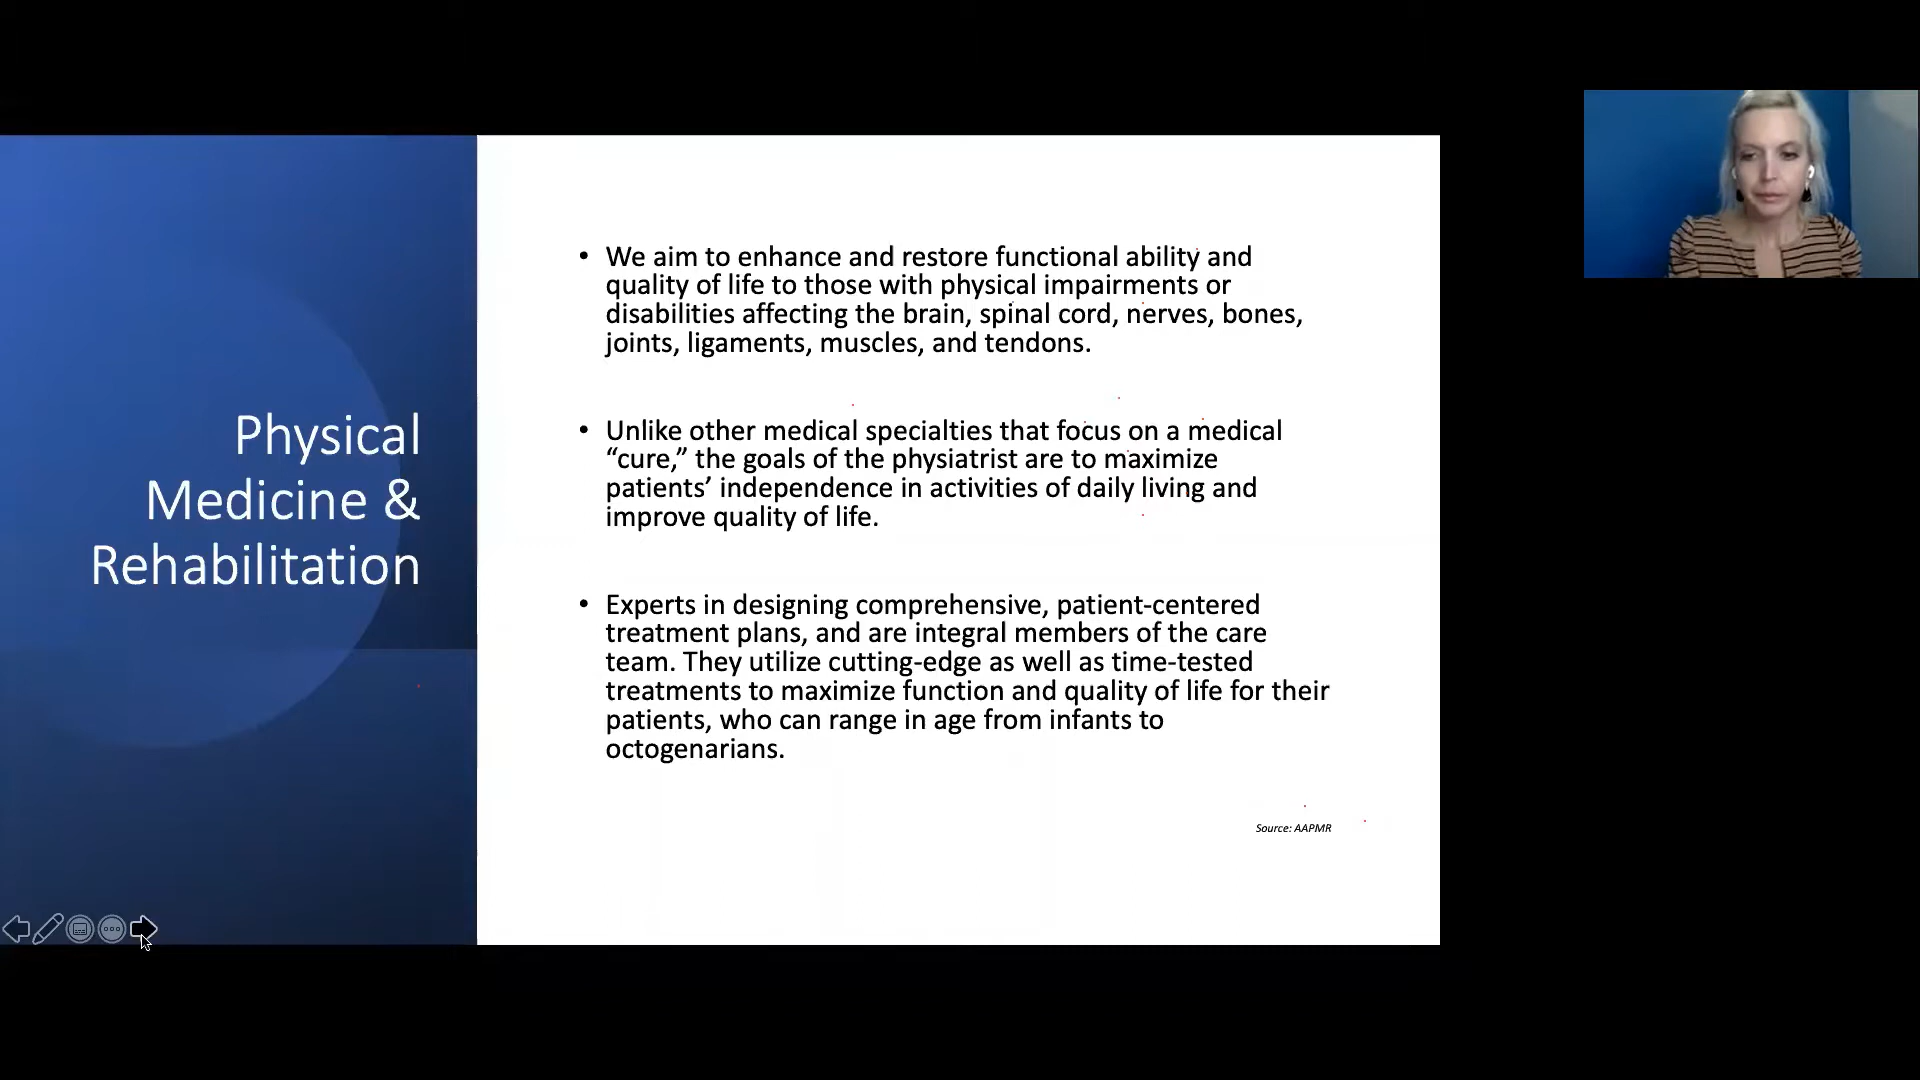 Physical
Medicine &
Rehabilitation
• We aim to enhance and restore functional ability and
quality of life to those with physical impairments or
disabilities affecting the brain, spinal cord, nerves, bones,
joints, ligaments, muscles, and tendons.
• Unlike other medical specialties that focus on a medical
“cure,” the goals of the physiatrist are to maximize
patients’ independence in activities of daily living and
improve quality of life.
• Experts in designing comprehensive, patient-centered
treatment plans, and are integral members of the care
team. They utilize cutting-edge as well as time-tested
treatments to maximize function and quality of life for their
patients, who can range in age from infants to
octogenarians.
Source: AAPMR